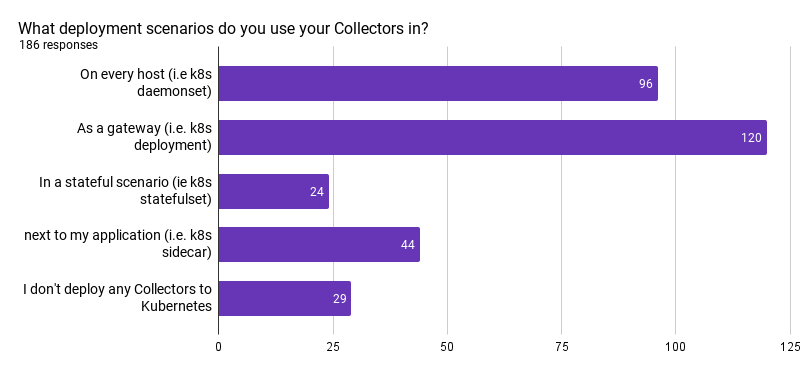 What deployment scenarios do you use your Collectors in?
186 responses
On every host (i.e k8s
daemonset)
96
As a gateway (i.e. k8s
deployment)
120
In a stateful scenario (ie k8s
statefulset)
24
next to my application (i.e. k8s
sidecar)
44
I don't deploy any Collectors to
Kubernetes
29
0 25 50 75 100 125